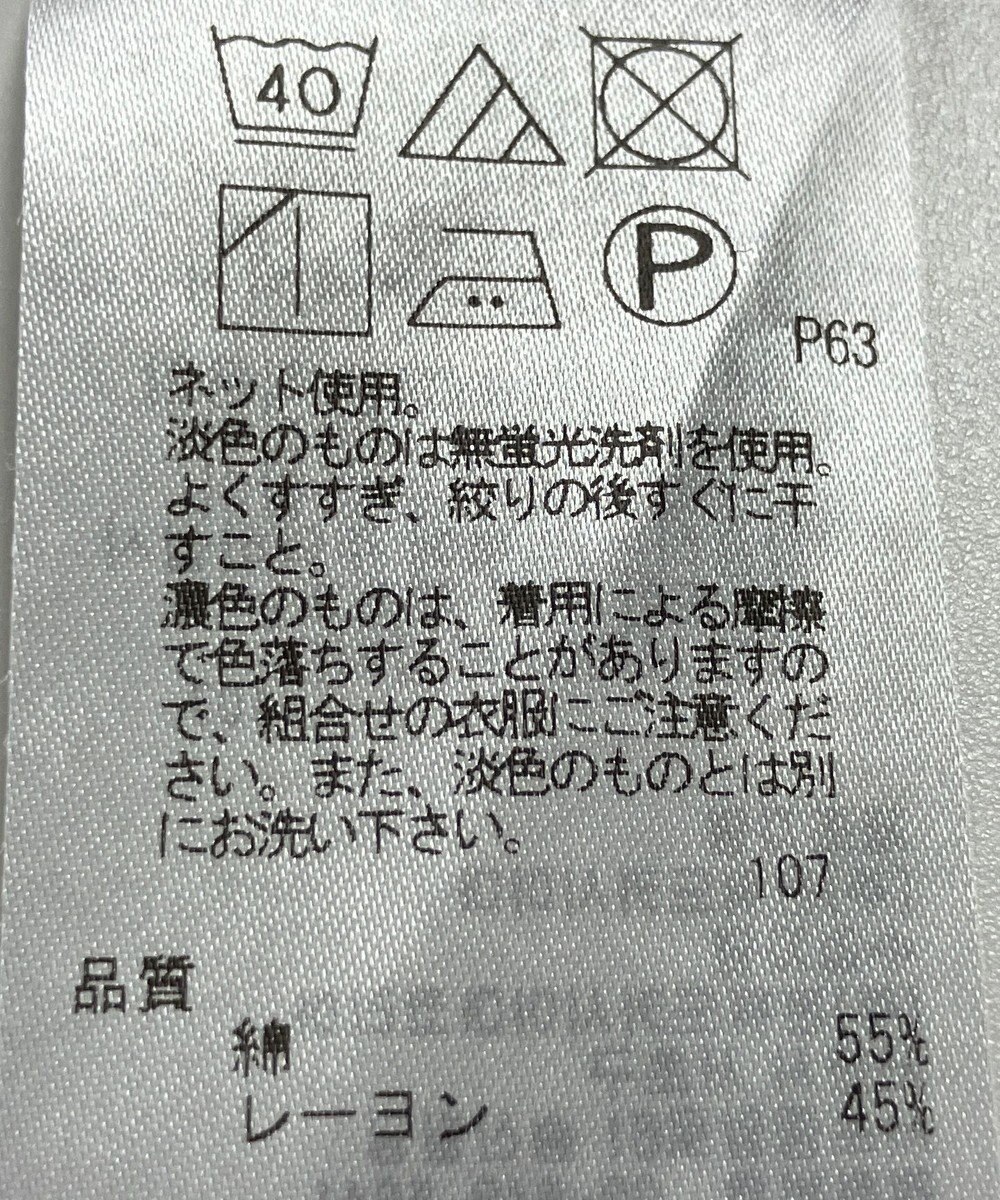 40
P
P63
ネット使用。
淡色のものは無蛍光洗剤を使用。
よくすすぎ、絞りの後すぐに干
すこと。
濃色のものは、着用による摩擦
で色落ちすることがありますの
で、組合せの衣服にご注意くだ
さい。また、淡色のものとは別
にお洗い下さい。
107
品質
綿 55%
レーヨン 45%